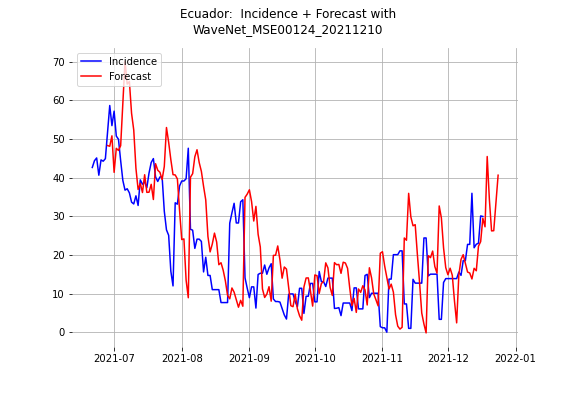 Ecuador:  Incidence + Forecast with
WaveNet_MSE00124_20211210
Incidence
Forecast
70
60
50
40
30
20
10
0
2021-07 2021-08 2021-09 2021-10 2021-11 2021-12 2022-01